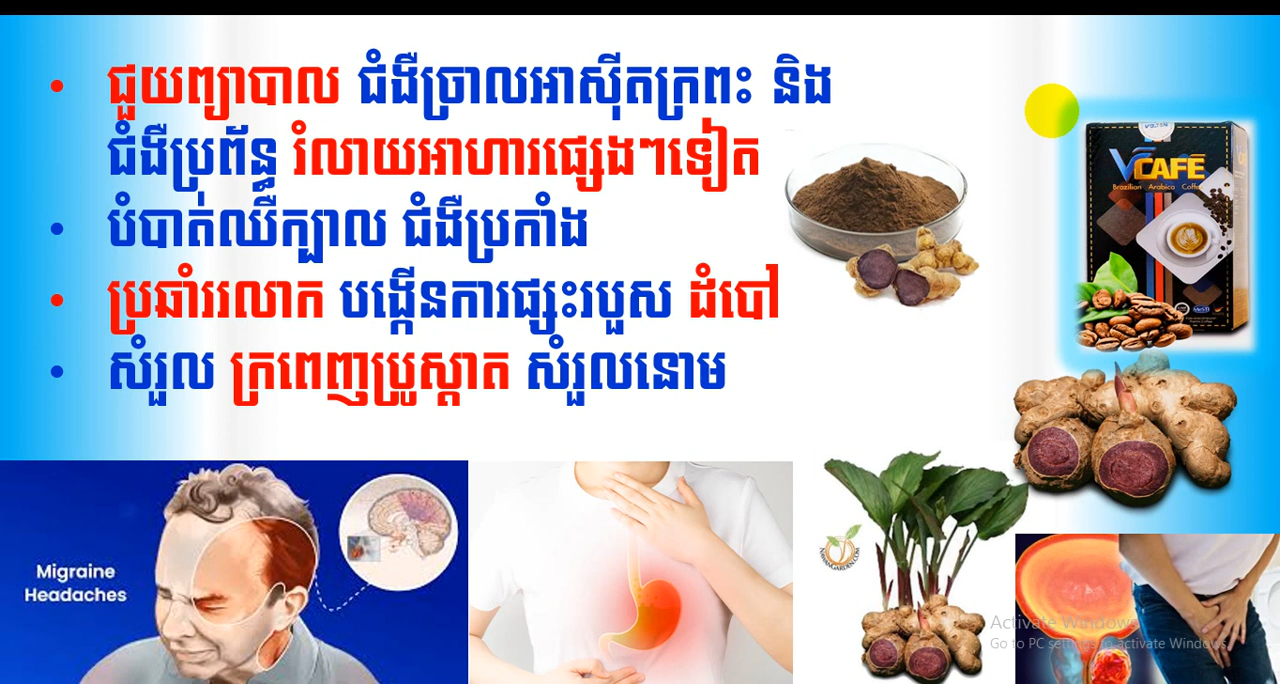 • ជួយព្យាបាល ជំងឺច្រាលអាស៊ីតក្រពះ និង
ជំងឺប្រព័ន្ធ រំលាយអាហារផ្សេងៗទៀត
• បំបាត់ឈឺក្បាល ជំងឺប្រកាំង
• ប្រឆាំររលាក បង្កើនការផ្សះរបួស ដំបៅ
• សំរួល ក្រពេញប្រូស្តាត សំរួលនោម
VCAFÉ
Brazilian Arabica Coffee
Migraine
Headaches
Activate Windows
Go to PC settings to activate Windows.